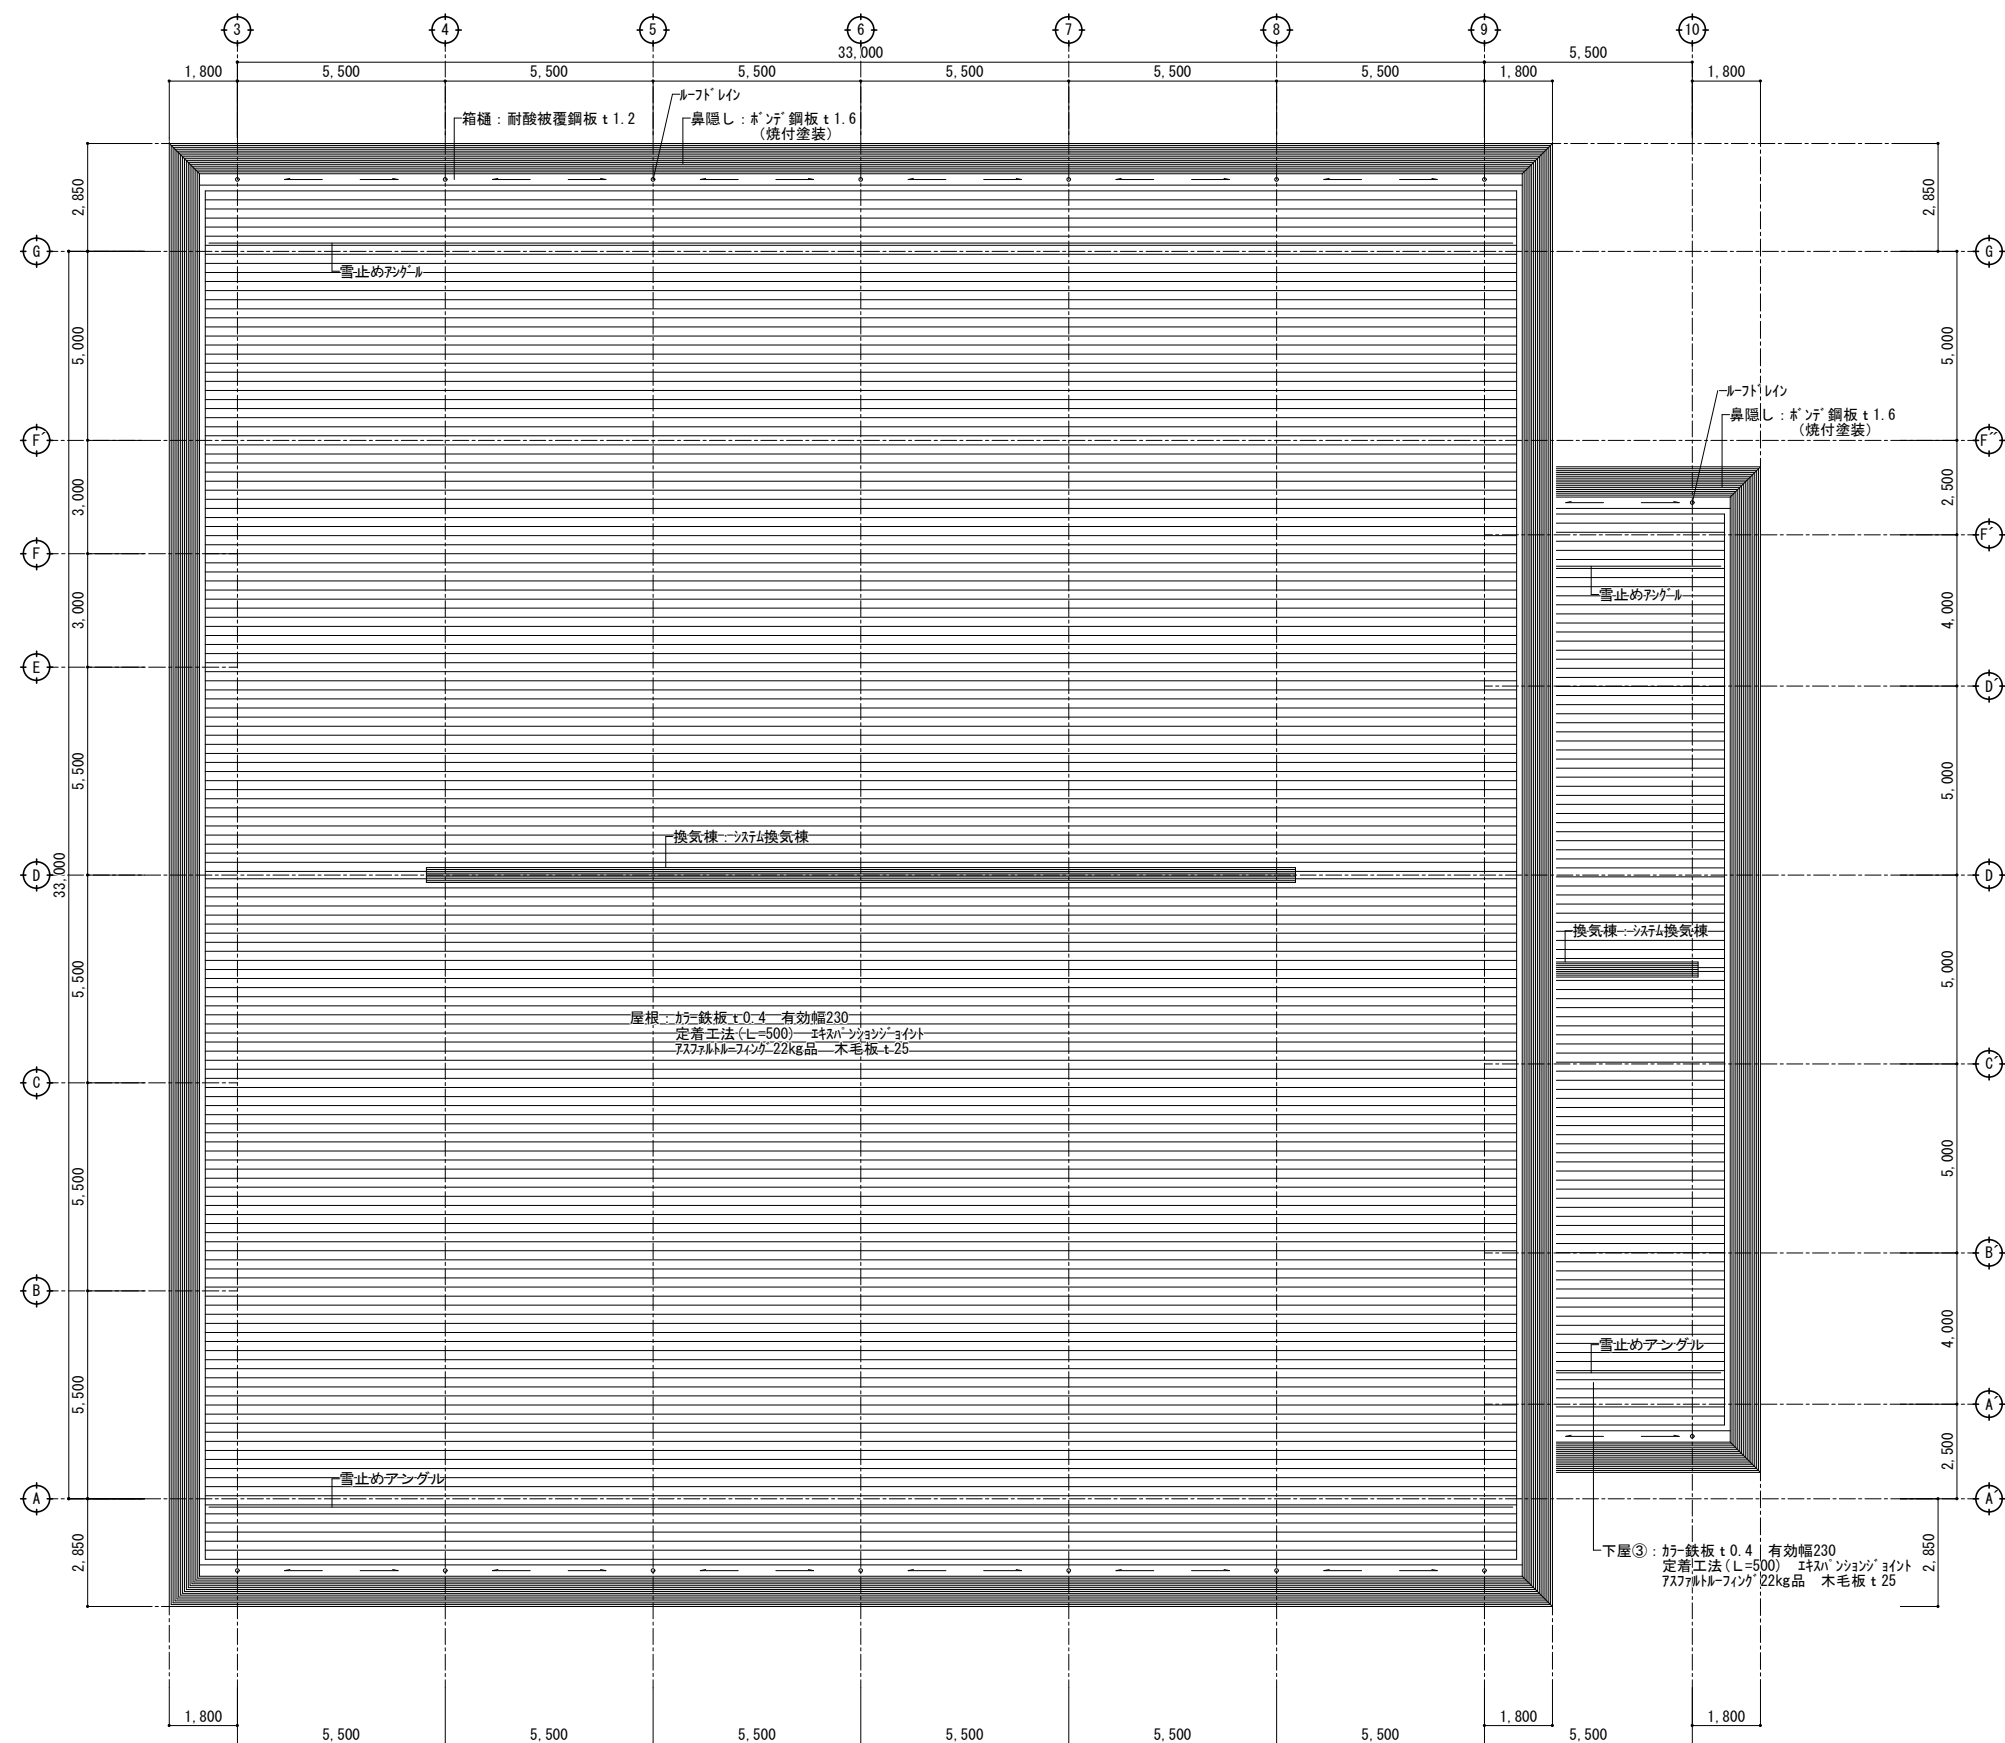 3 4 5 6 7 8 9 10
33,000 5,500
1,800 5,500 5,500 5,500 5,500 5,500 5,500 1,800 1,800
ルーフドレイン
箱樋：耐酸被覆鋼板ｔ1.2
鼻隠し：ボンデ鋼板ｔ1.6
（焼付塗装）
2,850
2,850
G
G
雪止めアングル
5,000
5,000
ルーフドレイン
鼻隠し：ボンデ鋼板ｔ1.6
（焼付塗装）
F'
F''
3,000
2,500
F
F'
雪止めアングル
3,000
4,000
E
D'
5,500
5,000
換気棟：システム換気棟
D
33,000
D
換気棟：システム換気棟
5,500
5,000
屋根：カラー鉄板ｔ0.4　有効幅230
定着工法(Ｌ=500)　エキスパンションジョイント
アスファルトルーフィング22kg品　木毛板ｔ25
C
C'
5,500
5,000
B
B'
雪止めアングル
4,000
5,500
A'
雪止めアングル
2,500
A
A
2,850
2,850
下屋③：カラー鉄板ｔ0.4　有効幅230
定着工法(Ｌ=500)　エキスパンションジョイント
アスファルトルーフィング22kg品　木毛板ｔ25
1,800 1,800 1,800
5,500 5,500 5,500 5,500 5,500 5,500 5,500